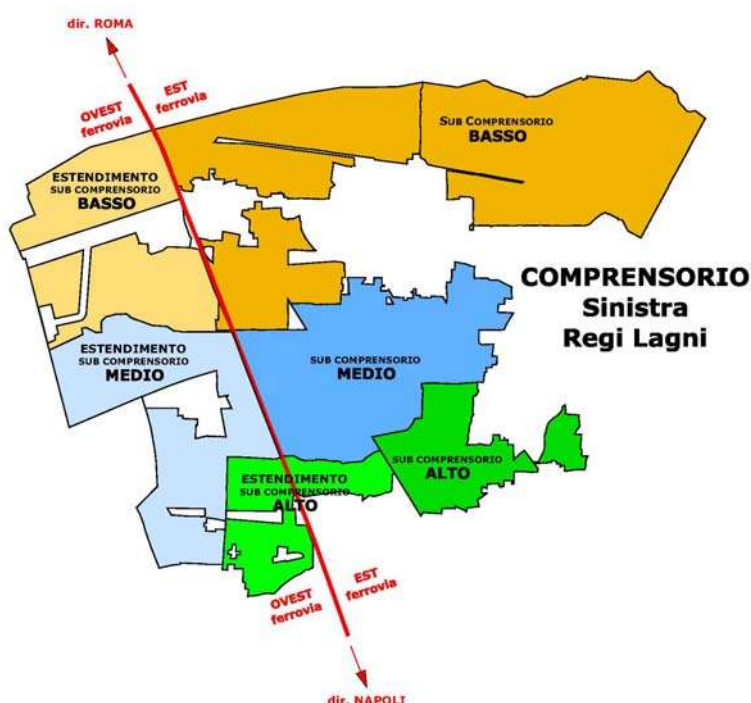 dir. ROMA
OVEST
ferrovia
EST
ferrovia
SUB COMPRENSORIO
BASSO
ESTENDIMENTO
SUB COMPRENSORIO
BASSO
COMPRENSORIO
Sinistra
Regi Lagni
ESTENDIMENTO
SUB COMPRENSORIO
MEDIO
SUB COMPRENSORIO
MEDIO
SUB COMPRENSORIO
ALTO
ESTENDIMENTO
SUB COMPRENSORIO
ALTO
OVEST
ferrovia
EST
ferrovia
dir. NAPOLI